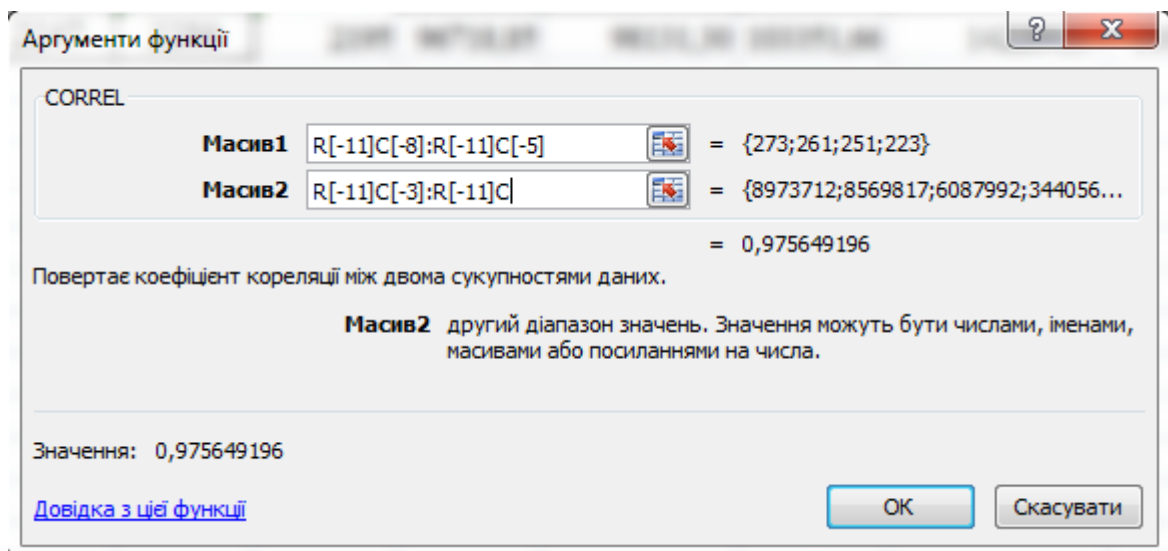 Аргументи функції
CORREL
Масив1 R[-11]C[-8]:R[-11]C[-5] = {273;261;251;223}
Масив2 R[-11]C[-3]:R[-11]C = {8973712;8569817;6087992;344056...
= 0,975649196
Повертає коефіцієнт кореляції між двома сукупностями даних.
Масив2 другий діапазон значень. Значення можуть бути числами, іменами,
масивами або посиланнями на числа.
Значення: 0,975649196
Довідка з цієї функції
ОК Скасувати